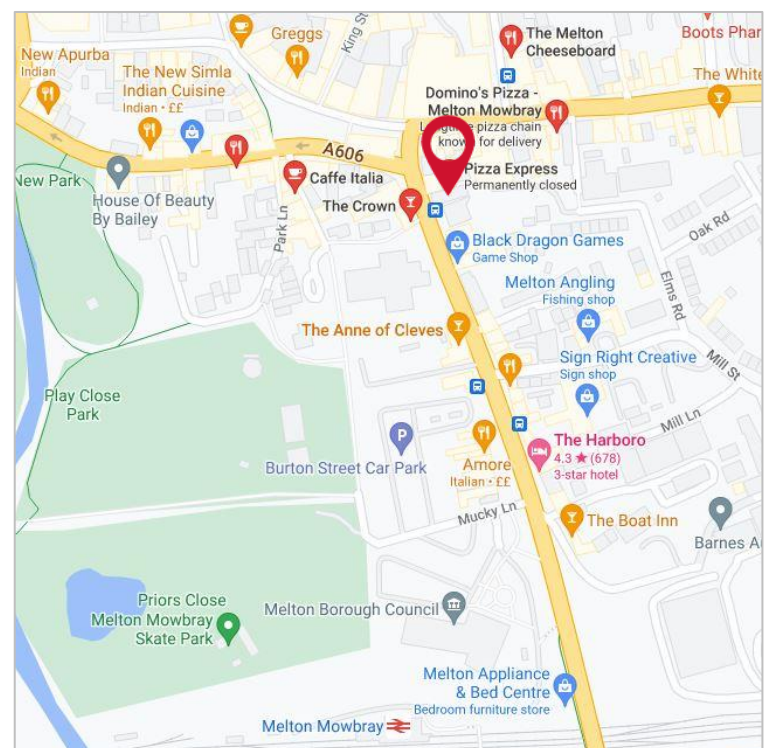 Greggs
King St
The Melton
Cheeseboard
Boots Phar
New Apurba
Indian
The New Simla
Indian Cuisine
Indian • ££
The White
Domino's Pizza -
Melton Mowbray
pizza chain
known for delivery
A606
Pizza Express
Permanently closed
New Park
House Of Beauty
By Bailey
Caffe Italia
The Crown
Park Ln
Oak Rd
Black Dragon Games
Game Shop
Elms Rd
Melton Angling
Fishing shop
The Anne of Cleves
Sign Right Creative
Sign shop
Mill St
Play Close
Park
Mill Ln
P
Burton Street Car Park
The Harboro
4.3 ★ (678)
3-star hotel
Amore
Italian • ££
Mucky Ln
The Boat Inn
Barnes A
Priors Close
Melton Mowbray
Skate Park
Melton Borough Council
Melton Appliance
& Bed Centre
Bedroom furniture store
Melton Mowbray